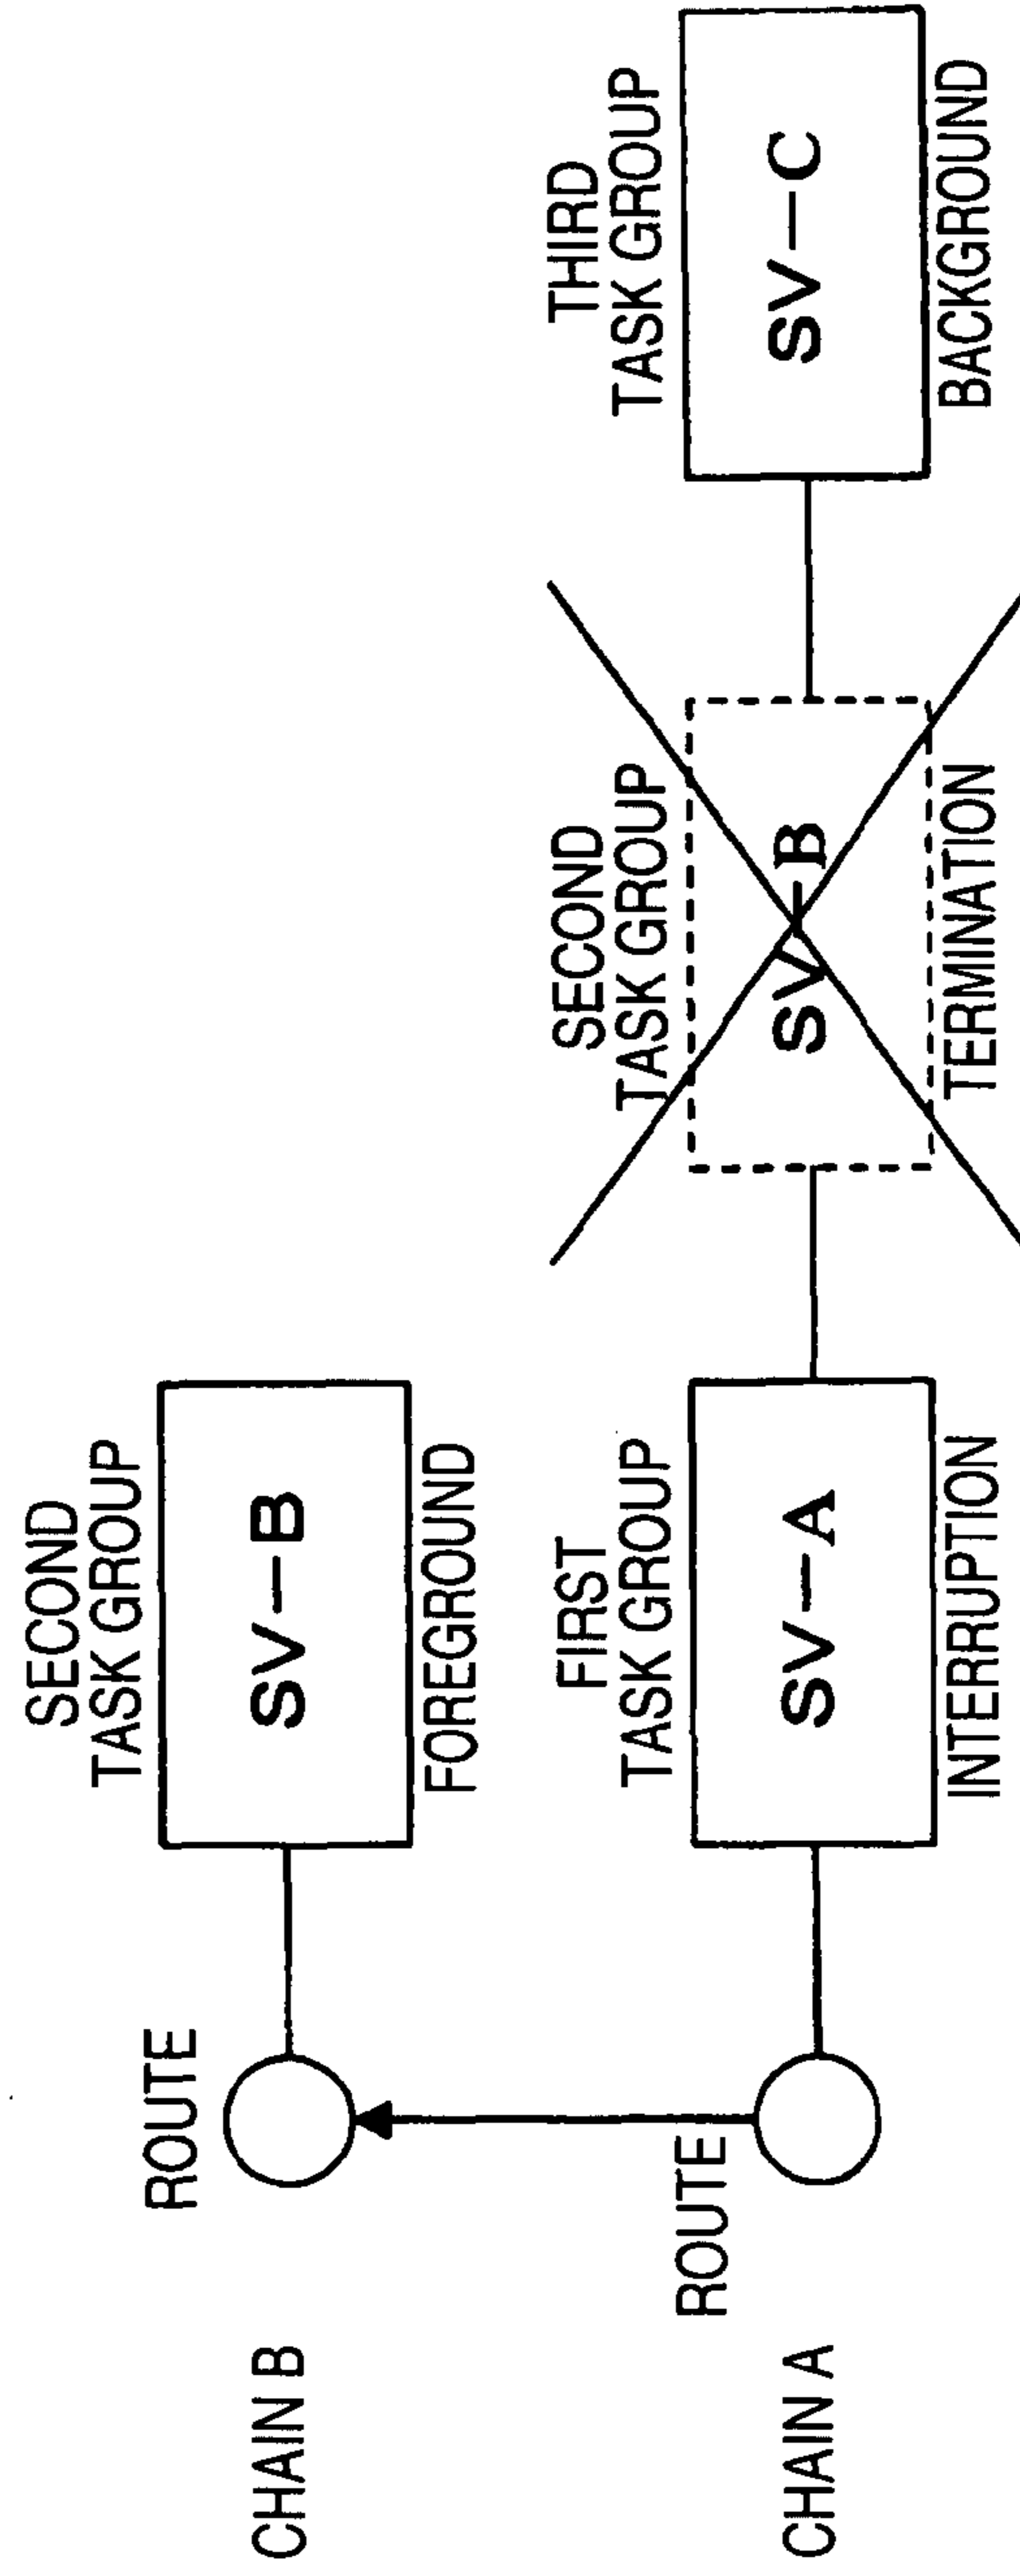 SECOND
TASK GROUP
ROUTE
CHAIN B
SV-B
FOREGROUND
FIRST
TASK GROUP
SECOND
TASK GROUP
THIRD
TASK GROUP
ROUTE
CHAIN A
SV-A
SV-B
SV-C
INTERRUPTION
TERMINATION
BACKGROUND